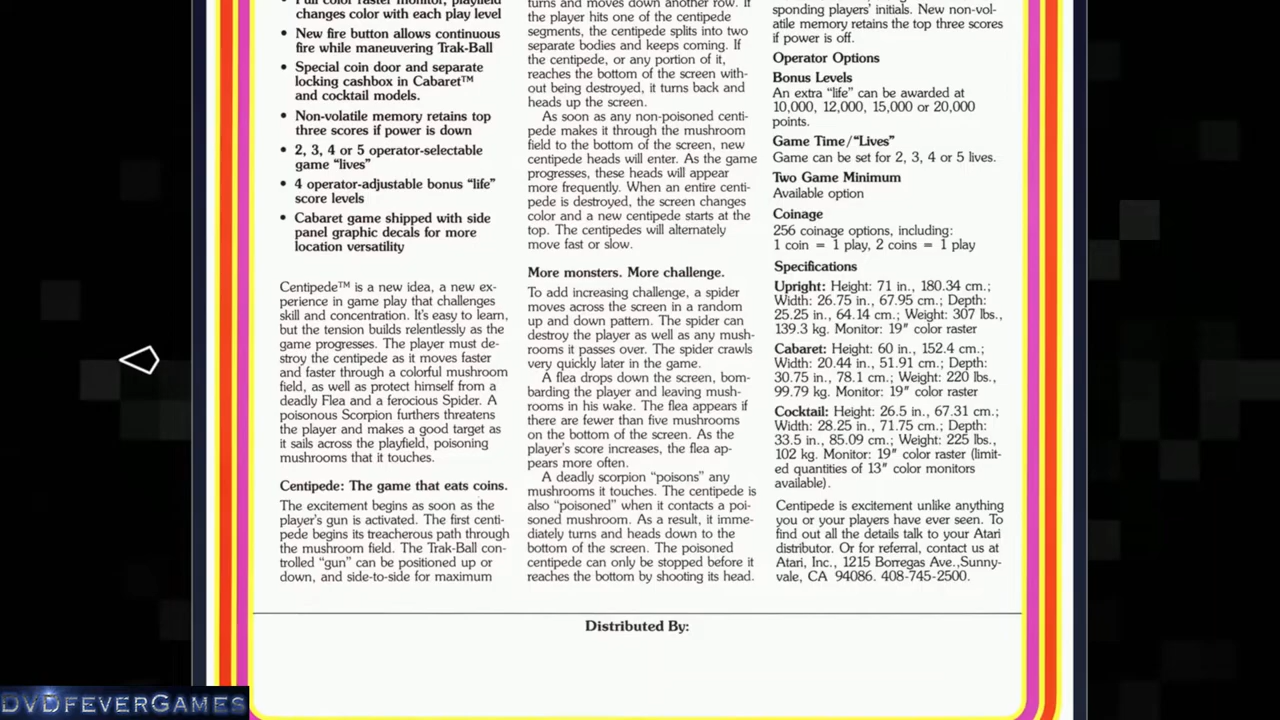 • Full color raster monitor, playfield
changes color with each play level
• New fire button allows continuous
fire while maneuvering Trak-Ball
• Special coin door and separate
locking cashbox in Cabaret™
and cocktail models.
• Non-volatile memory retains top
three scores if power is down
• 2, 3, 4 or 5 operator-selectable
game “lives”
• 4 operator-adjustable bonus “life”
score levels
• Cabaret game shipped with side
panel graphic decals for more
location versatility
Centipede™ is a new idea, a new ex-
perience in game play that challenges
skill and concentration. It’s easy to learn,
but the tension builds relentlessly as the
game progresses. The player must de-
stroy the centipede as it moves faster
and faster through a colorful mushroom
field, as well as protect himself from a
deadly Flea and a ferocious Spider. A
poisonous Scorpion furthers threatens
the player and makes a good target as
it sails across the playfield, poisoning
mushrooms that it touches.
Centipede: The game that eats coins.
The excitement begins as soon as the
player’s gun is activated. The first centi-
pede begins its treacherous path through
the mushroom field. The Trak-Ball con-
trolled “gun” can be positioned up or
down, and side-to-side for maximum
turns and moves down another row. If
the player hits one of the centipede
segments, the centipede splits into two
separate bodies and keeps coming. If
the centipede, or any portion of it,
reaches the bottom of the screen with-
out being destroyed, it turns back and
heads up the screen.
As soon as any non-poisoned centi-
pede makes it through the mushroom
field to the bottom of the screen, new
centipede heads will enter. As the game
progresses, these heads will appear
more frequently. When an entire centi-
pede is destroyed, the screen changes
color and a new centipede starts at the
top. The centipedes will alternately
move fast or slow.
More monsters. More challenge.
To add increasing challenge, a spider
moves across the screen in a random
up and down pattern. The spider can
destroy the player as well as any mush-
rooms it passes over. The spider crawls
very quickly later in the game.
A flea drops down the screen, bom-
barding the player and leaving mush-
rooms in his wake. The flea appears if
there are fewer than five mushrooms
on the bottom of the screen. As the
player’s score increases, the flea ap-
pears more often.
A deadly scorpion “poisons” any
mushrooms it touches. The centipede is
also “poisoned” when it contacts a poi-
soned mushroom. As a result, it imme-
diately turns and heads down to the
bottom of the screen. The poisoned
centipede can only be stopped before it
reaches the bottom by shooting its head.
sponding players’ initials. New non-vol-
atile memory retains the top three scores
if power is off.
Operator Options
Bonus Levels
An extra “life” can be awarded at
10,000, 12,000, 15,000 or 20,000
points.
Game Time/“Lives”
Game can be set for 2, 3, 4 or 5 lives.
Two Game Minimum
Available option
Coinage
256 coinage options, including:
1 coin = 1 play, 2 coins = 1 play
Specifications
Upright: Height: 71 in., 180.34 cm.;
Width: 26.75 in., 67.95 cm.; Depth:
25.25 in., 64.14 cm.; Weight: 307 lbs.,
139.3 kg. Monitor: 19″ color raster
Cabaret: Height: 60 in., 152.4 cm.;
Width: 20.44 in., 51.91 cm.; Depth:
30.75 in., 78.1 cm.; Weight: 220 lbs.,
99.79 kg. Monitor: 19″ color raster
Cocktail: Height: 26.5 in., 67.31 cm.;
Width: 28.25 in., 71.75 cm.; Depth:
33.5 in., 85.09 cm.; Weight: 225 lbs.,
102 kg. Monitor: 19″ color raster (limit-
ed quantities of 13″ color monitors
available).
Centipede is excitement unlike anything
you or your players have ever seen. To
find out all the details talk to your Atari
distributor. Or for referral, contact us at
Atari, Inc., 1215 Borregas Ave.,Sunny-
vale, CA 94086. 408-745-2500.
Distributed By:
DVDFEVERGAMES